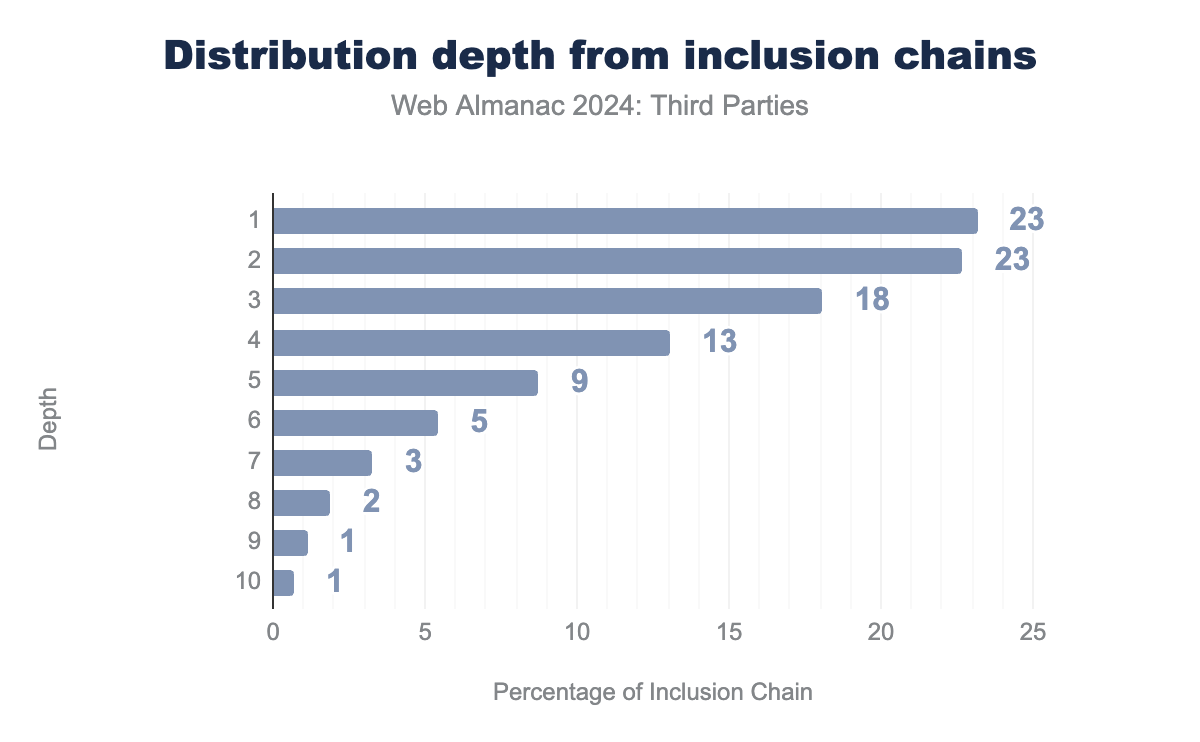 Distribution depth from inclusion chains
Web Almanac 2024: Third Parties
1 23
2 23
3 18
4 13
5 9
6 5
7 3
8 2
9 1
10 1
Depth
0 5 10 15 20 25
Percentage of Inclusion Chain